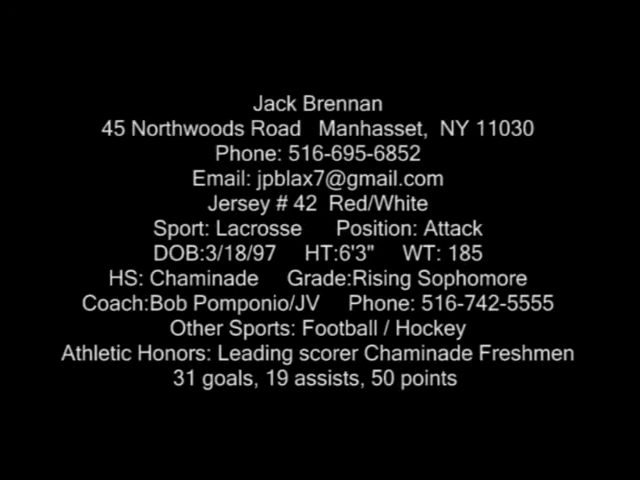 Jack Brennan
45 Northwoods Road   Manhasset,  NY 11030
Phone: 516-695-6852
Email: jpblax7@gmail.com
Jersey # 42  Red/White
Sport: Lacrosse     Position: Attack
DOB:3/18/97    HT:6'3"    WT: 185
HS: Chaminade    Grade:Rising Sophomore
Coach:Bob Pomponio/JV    Phone: 516-742-5555
Other Sports: Football / Hockey
Athletic Honors: Leading scorer Chaminade Freshmen
31 goals, 19 assists, 50 points